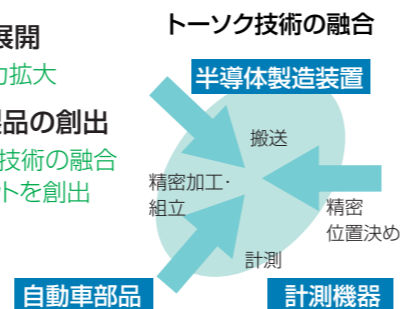 展開
拡大
品の創出
技術の融合
トを創出
トーソク技術の融合
半導体製造装置
搬送
精密加工・
組立
精密
位置決め
計測
自動車部品
計測機器